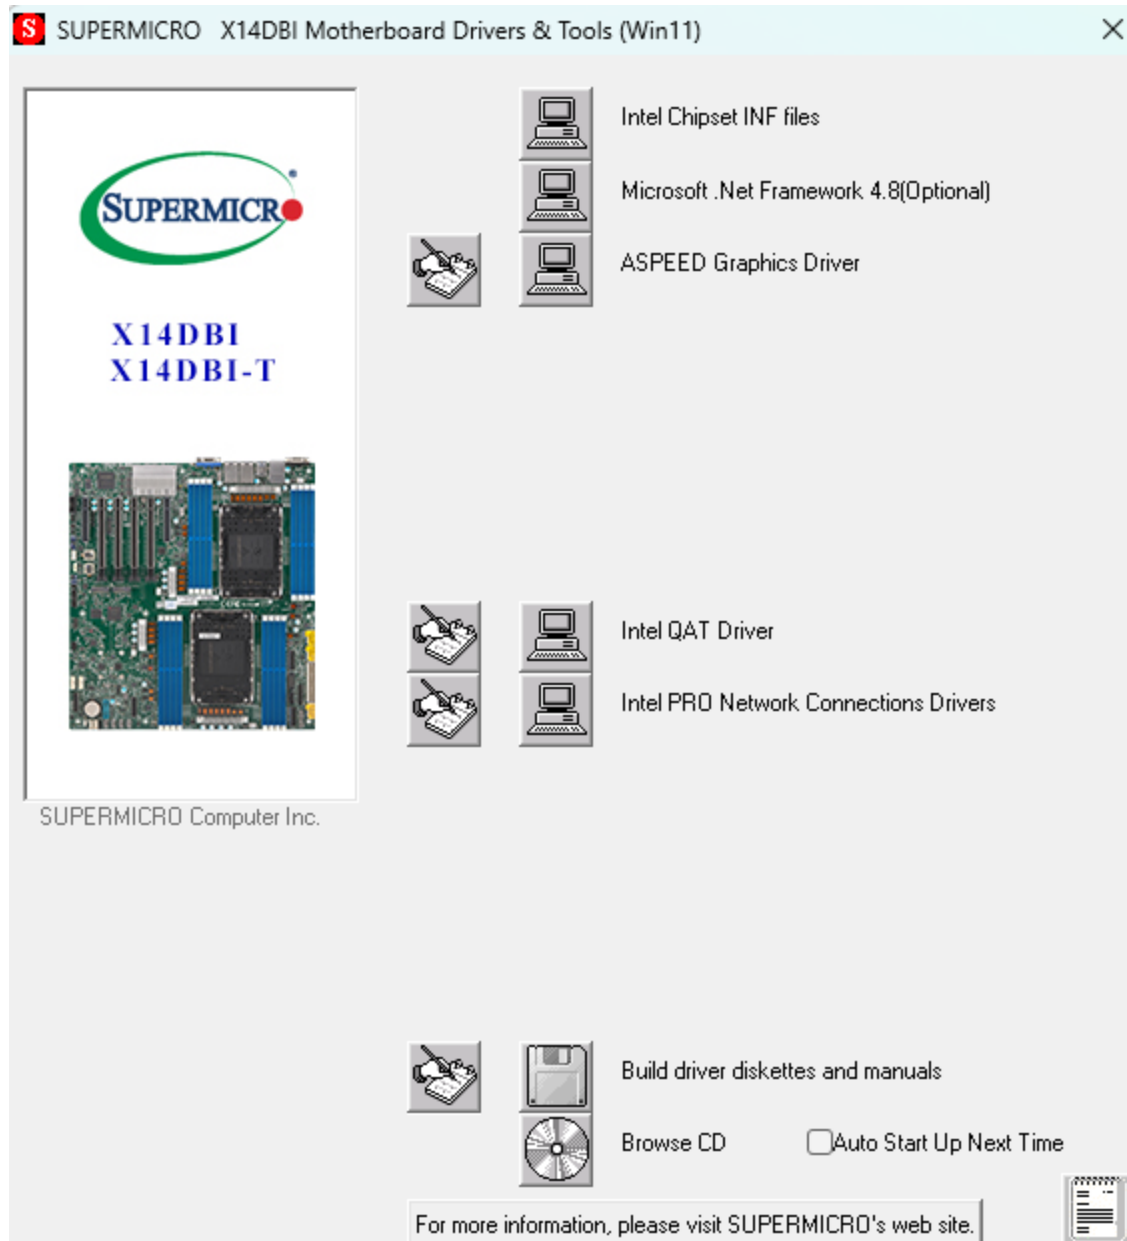 S SUPERMICRO X14DBI Motherboard Drivers & Tools (Win11)
SUPERMICR
X14DBI
X14DBI-T
SUPERMICRO Computer Inc.
Intel Chipset INF files
Microsoft .Net Framework 4.8(Optional)
ASPEED Graphics Driver
Intel QAT Driver
Intel PRO Network Connections Drivers
Build driver diskettes and manuals
Browse CD Auto Start Up Next Time
For more information, please visit SUPERMICRO's web site.